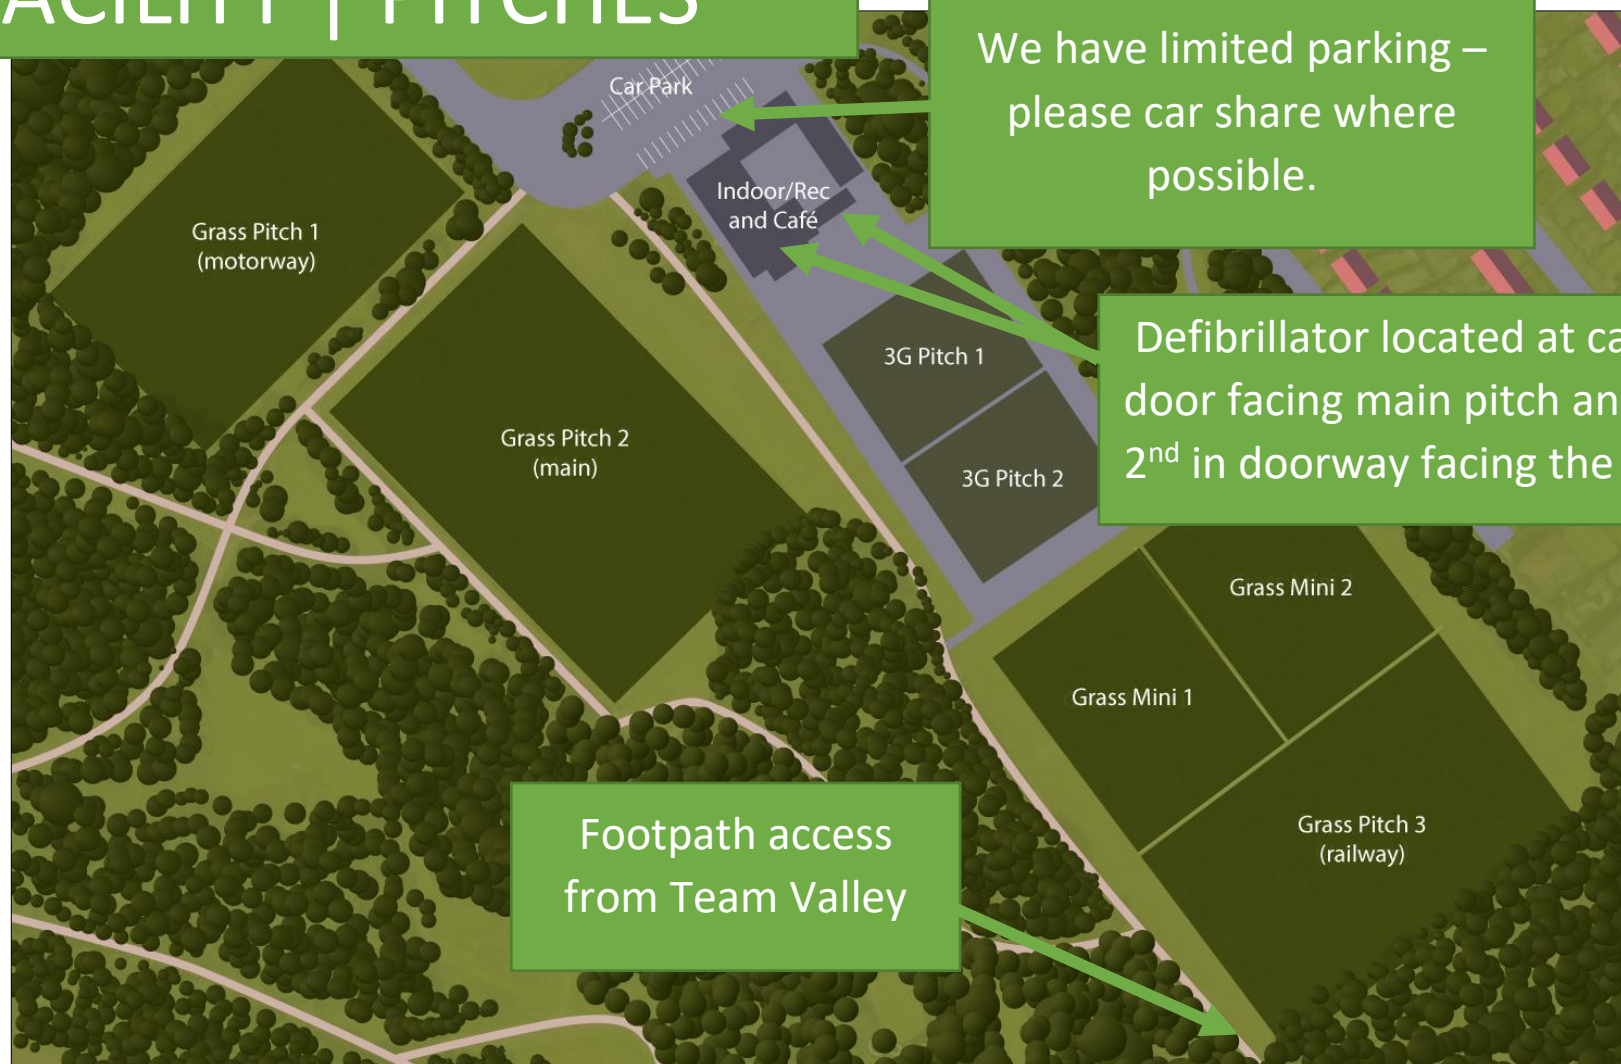 ACILITY | PITCHES
We have limited parking –
please car share where
possible.
Car Park
Indoor/Rec
and Café
Grass Pitch 1
(motorway)
Defibrillator located at ca
door facing main pitch an
2nd in doorway facing the
3G Pitch 1
Grass Pitch 2
(main)
3G Pitch 2
Grass Mini 2
Grass Mini 1
Footpath access
from Team Valley
Grass Pitch 3
(railway)